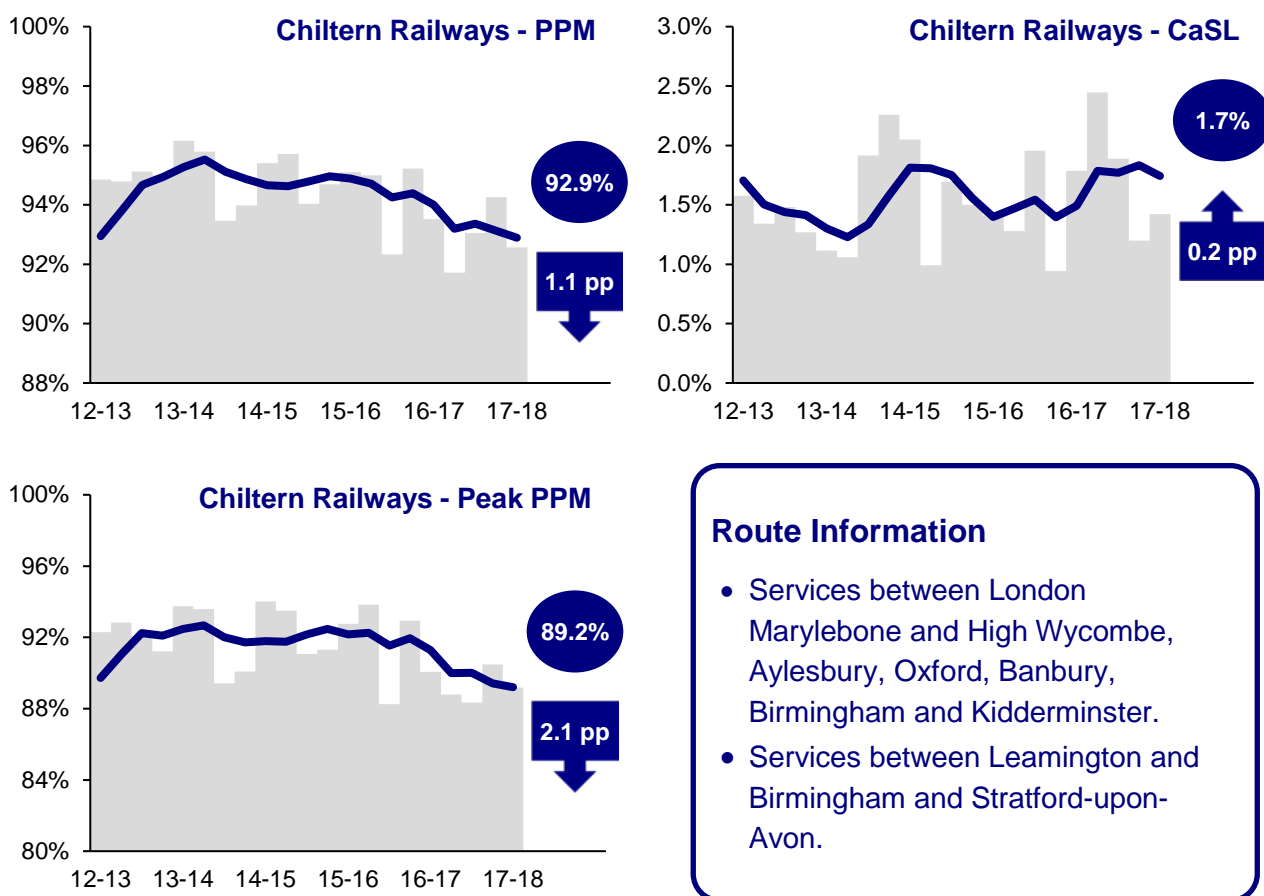 Chiltern Railways - PPM
100%
98%
96%
94%
92%
90%
88%
12-13 13-14 14-15 15-16 16-17 17-18
92.9%
1.1 pp
Chiltern Railways - CaSL
3.0%
2.5%
2.0%
1.5%
1.0%
0.5%
0.0%
12-13 13-14 14-15 15-16 16-17 17-18
1.7%
0.2 pp
Chiltern Railways - Peak PPM
100%
96%
92%
88%
84%
80%
12-13 13-14 14-15 15-16 16-17 17-18
89.2%
2.1 pp
Route Information
• Services between London
Marylebone and High Wycombe,
Aylesbury, Oxford, Banbury,
Birmingham and Kidderminster.
• Services between Leamington and
Birmingham and Stratford-upon-
Avon.